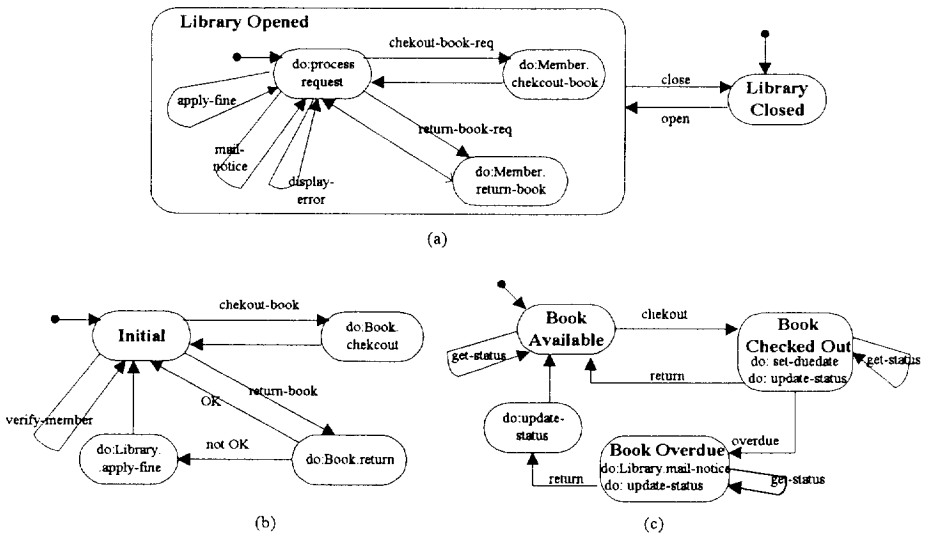 Library Opened
chekout-book-req
do:process
request
do:Member.
chekcout-book
apply-fine
close
Library
Closed
open
mail-
notice
return-book-req
display-
error
do:Member.
return-book
(a)
chekout-book
Initial
do:Book.
chekcout
return-book
OK
verify-member
not OK
do:Library.
.apply-fine
do:Book.return
(b)
Book
Available
chekout
Book
Checked Out
do: set-duedate
do: update-status
get-status
get-status
return
do:update-
status
overdue
Book Overdue
do:Library.mail-notice
do: update-status
return
get-status
(c)